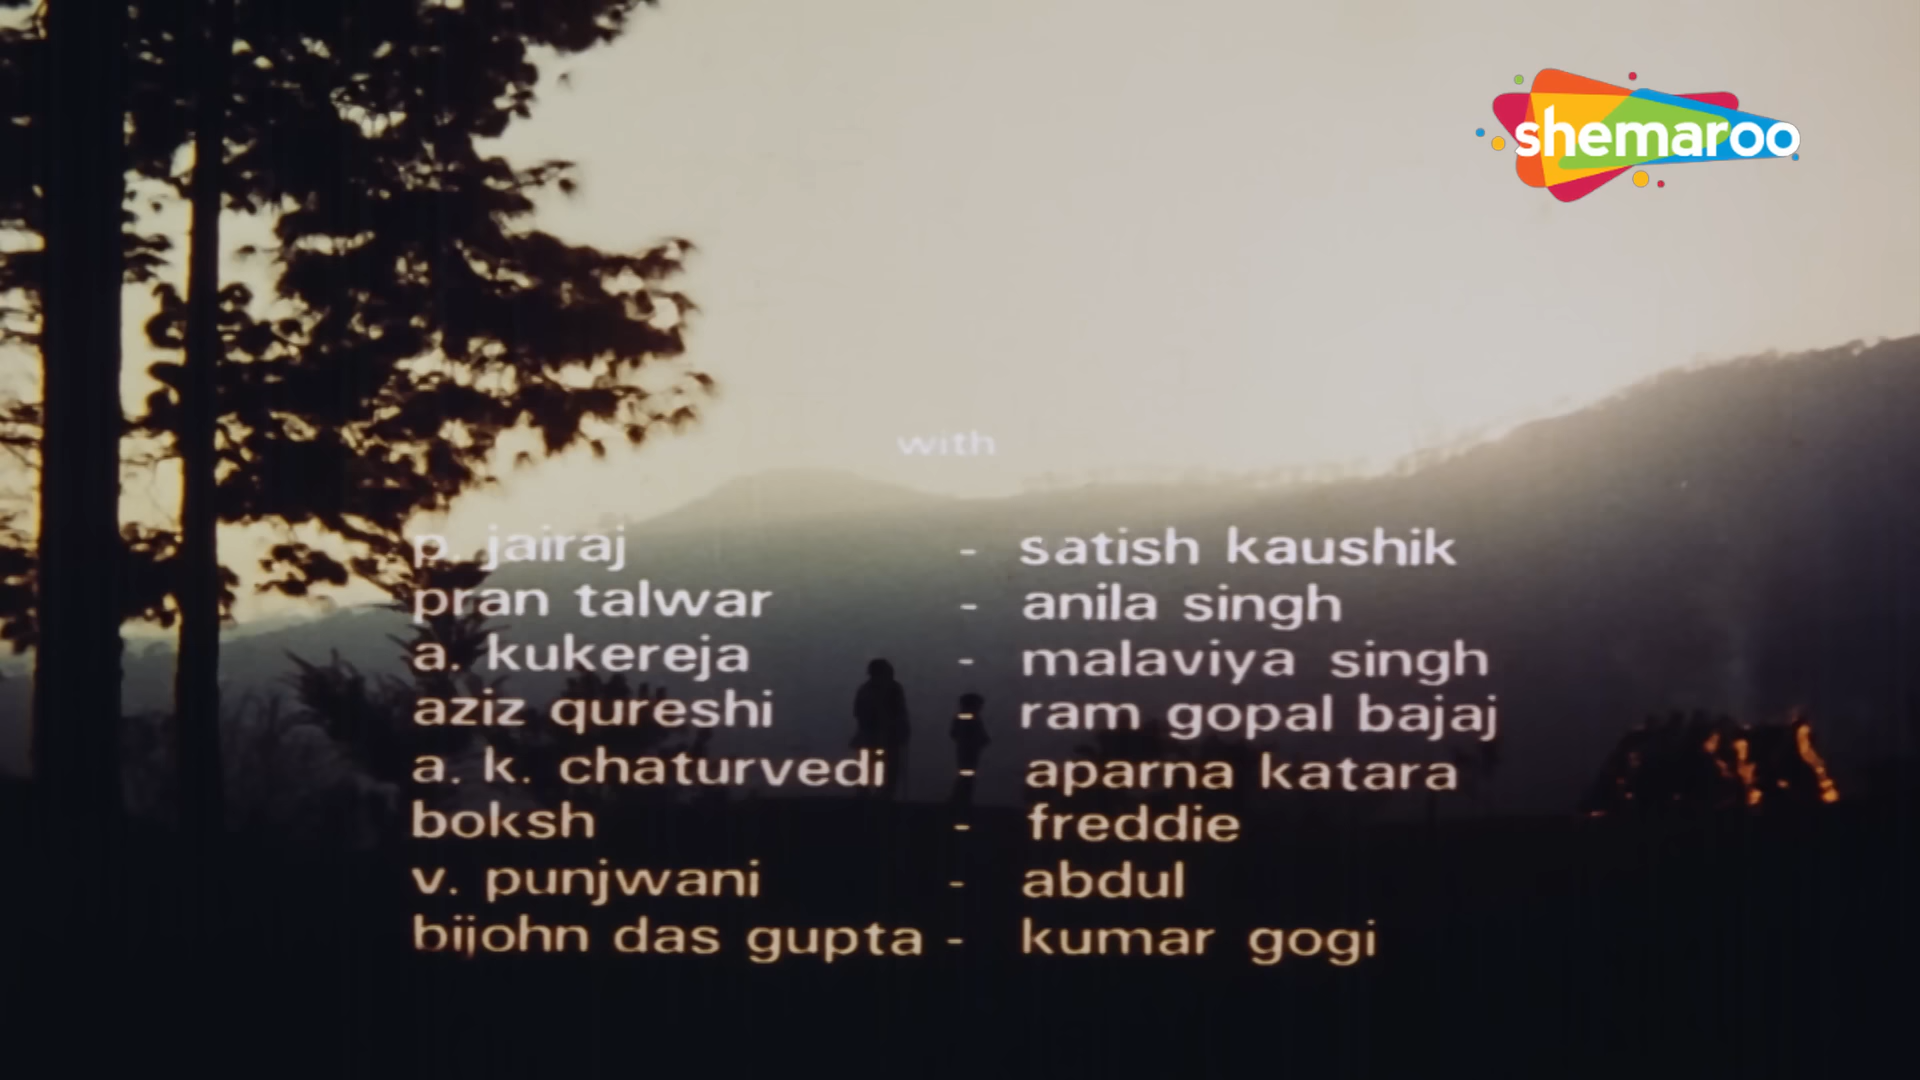 shemaroo
with
p. jairaj - satish kaushik
pran talwar - anila singh
a. kukereja - malaviya singh
aziz qureshi - ram gopal bajaj
a. k. chaturvedi - aparna katara
boksh - freddie
v. punjwani - abdul
bijohn das gupta - kumar gogi